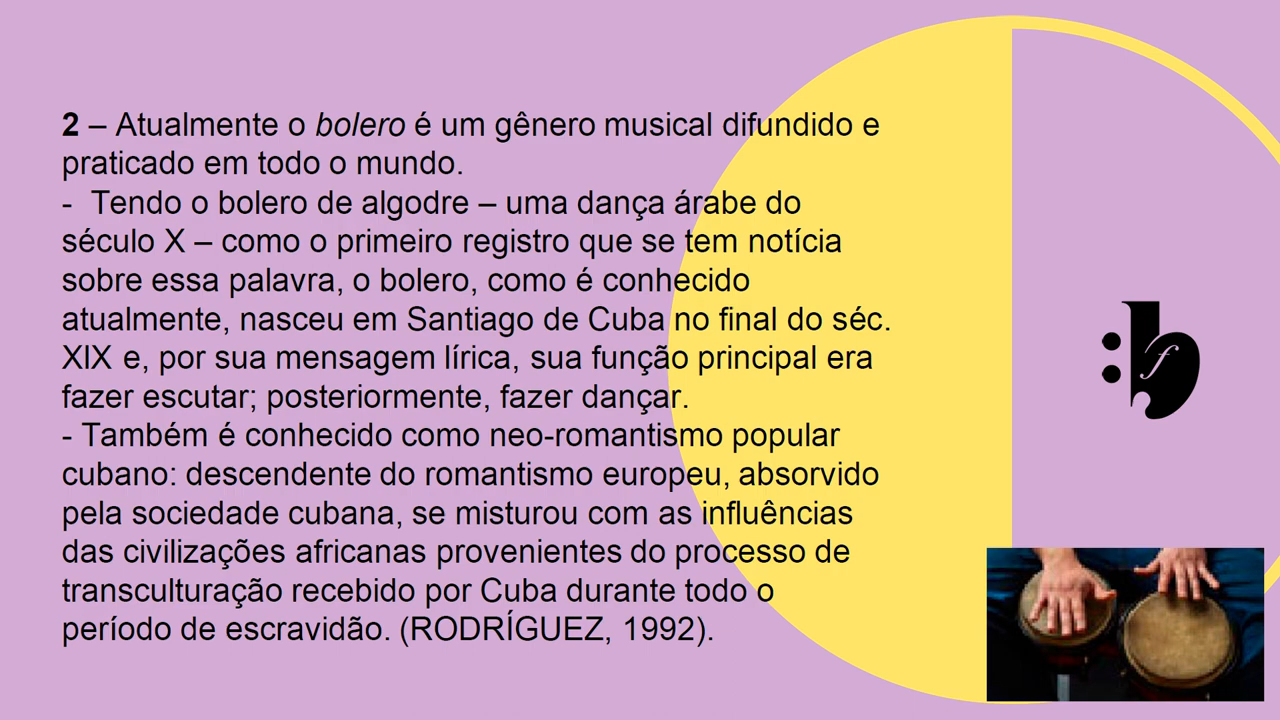 2 – Atualmente o bolero é um gênero musical difundido e
praticado em todo o mundo.
- Tendo o bolero de algodre – uma dança árabe do
século X – como o primeiro registro que se tem notícia
sobre essa palavra, o bolero, como é conhecido
atualmente, nasceu em Santiago de Cuba no final do séc.
XIX e, por sua mensagem lírica, sua função principal era
fazer escutar; posteriormente, fazer dançar.
- Também é conhecido como neo-romantismo popular
cubano: descendente do romantismo europeu, absorvido
pela sociedade cubana, se misturou com as influências
das civilizações africanas provenientes do processo de
transculturação recebido por Cuba durante todo o
período de escravidão. (RODRÍGUEZ, 1992).